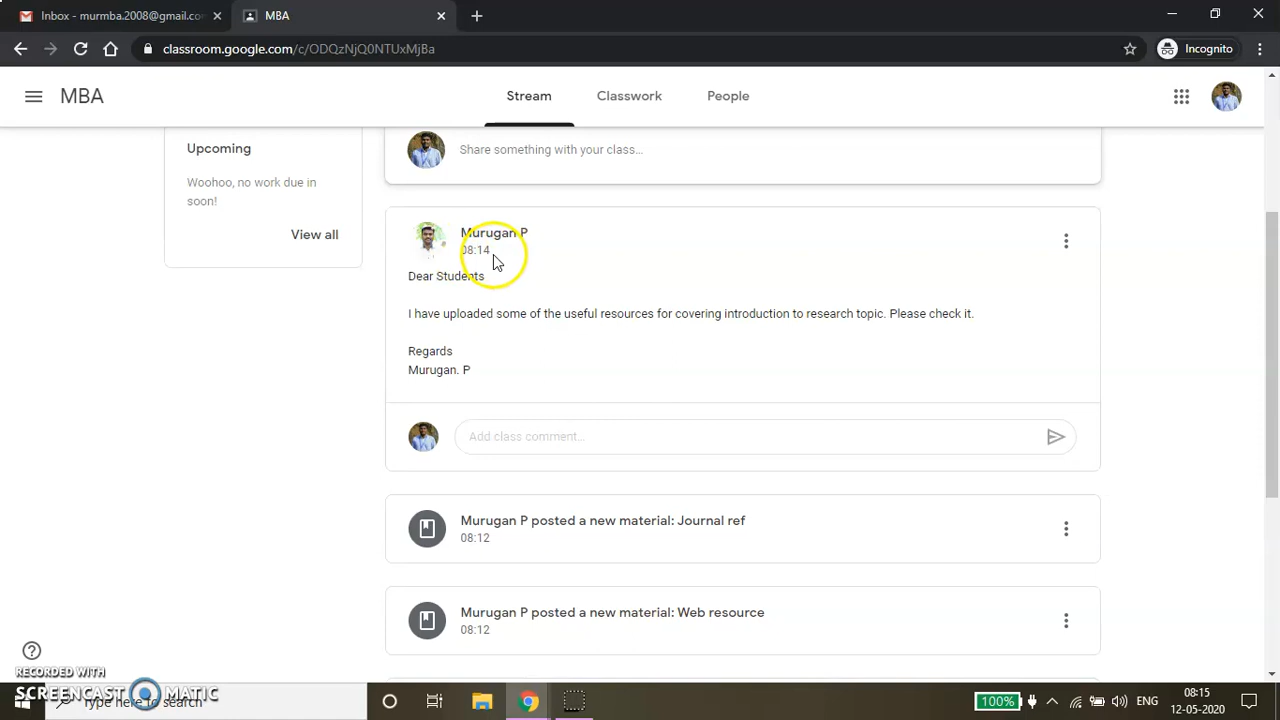 Inbox - murmba.2008@gmail.co
MBA
classroom.google.com/c/ODQzNjQ0NTUxMjBa
Incognito
MBA
Stream
Classwork
People
Upcoming
Woohoo, no work due in
soon!
View all
Share something with your class...
Murugan P
08:14
Dear Students
I have uploaded some of the useful resources for covering introduction to research topic. Please check it.
Regards
Murugan. P
Add class comment...
Murugan P posted a new material: Journal ref
08:12
Murugan P posted a new material: Web resource
08:12
RECORDED WITH
SCREENCAST MATIC
Type here to search
100%
ENG
08:15
12-05-2020